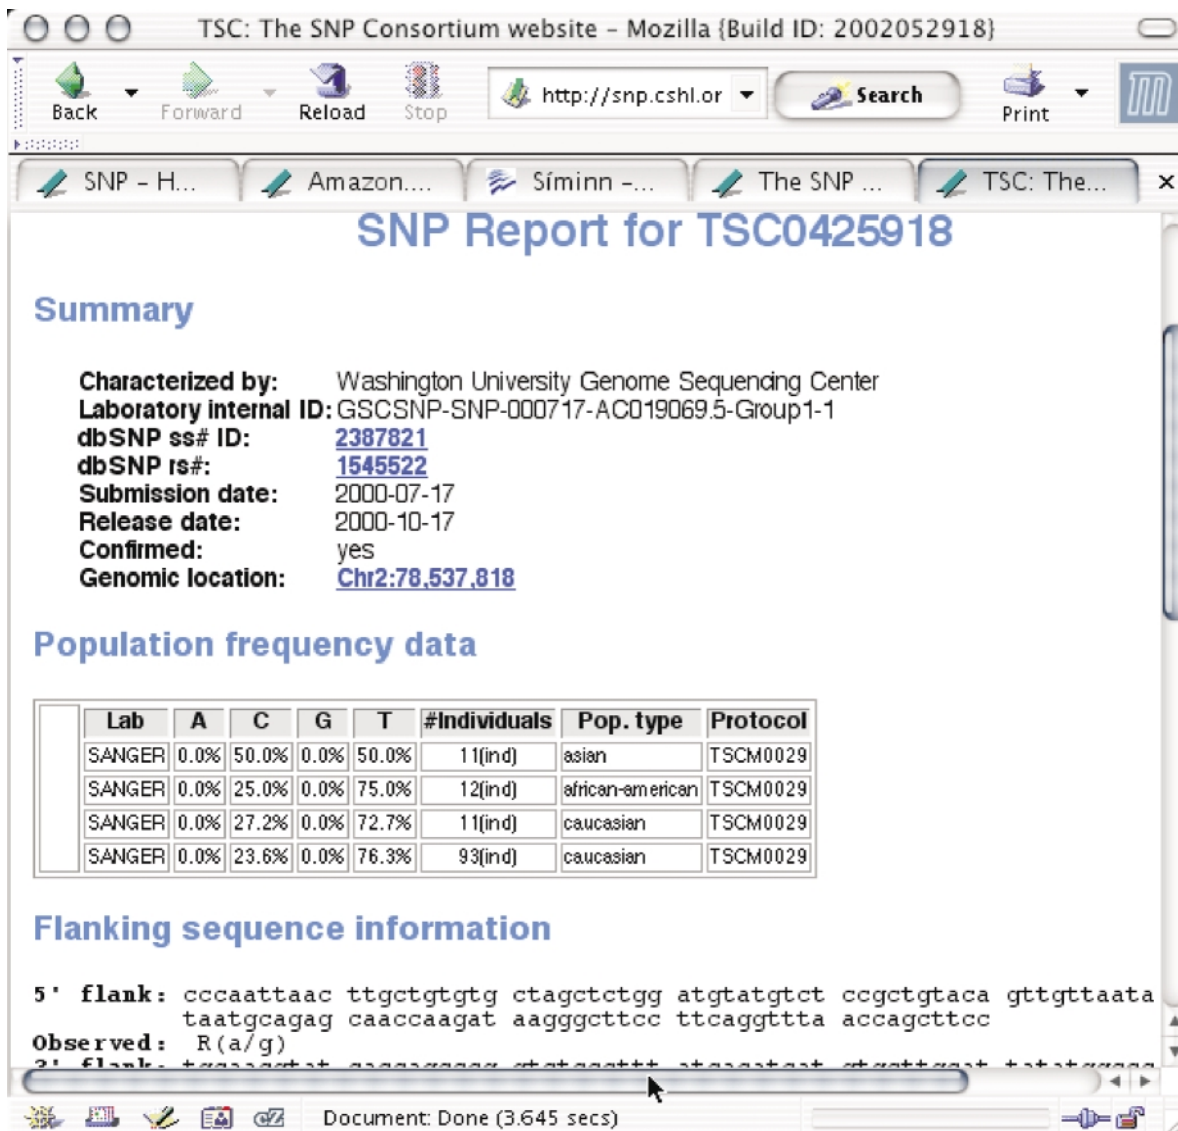 TSC: The SNP Consortium website – Mozilla {Build ID: 2002052918}
Back Forward Reload Stop http://snp.cshl.or Search Print
SNP – H... Amazon.... Síminn –... The SNP ... TSC: The...
SNP Report for TSC0425918
Summary
Characterized by: Washington University Genome Sequencing Center
Laboratory internal ID: GSCSNP-SNP-000717-AC019069.5-Group1-1
dbSNP ss# ID: 2387821
dbSNP rs#: 1545522
Submission date: 2000-07-17
Release date: 2000-10-17
Confirmed: yes
Genomic location: Chr2:78,537,818
Population frequency data
Lab A C G T #Individuals Pop. type Protocol
SANGER 0.0% 50.0% 0.0% 50.0% 11(ind) asian TSCM0029
SANGER 0.0% 25.0% 0.0% 75.0% 12(ind) african-american TSCM0029
SANGER 0.0% 27.2% 0.0% 72.7% 11(ind) caucasian TSCM0029
SANGER 0.0% 23.6% 0.0% 76.3% 93(ind) caucasian TSCM0029
Flanking sequence information
5' flank: cccaattaac ttgctgtgtg ctagctctgg atgtatgtct ccgctgtaca gttgttaata
taatgcagag caaccaagat aagggcttcc ttcaggttta accagcttcc
Observed: R(a/g)
3' flank:
Document: Done (3.645 secs)